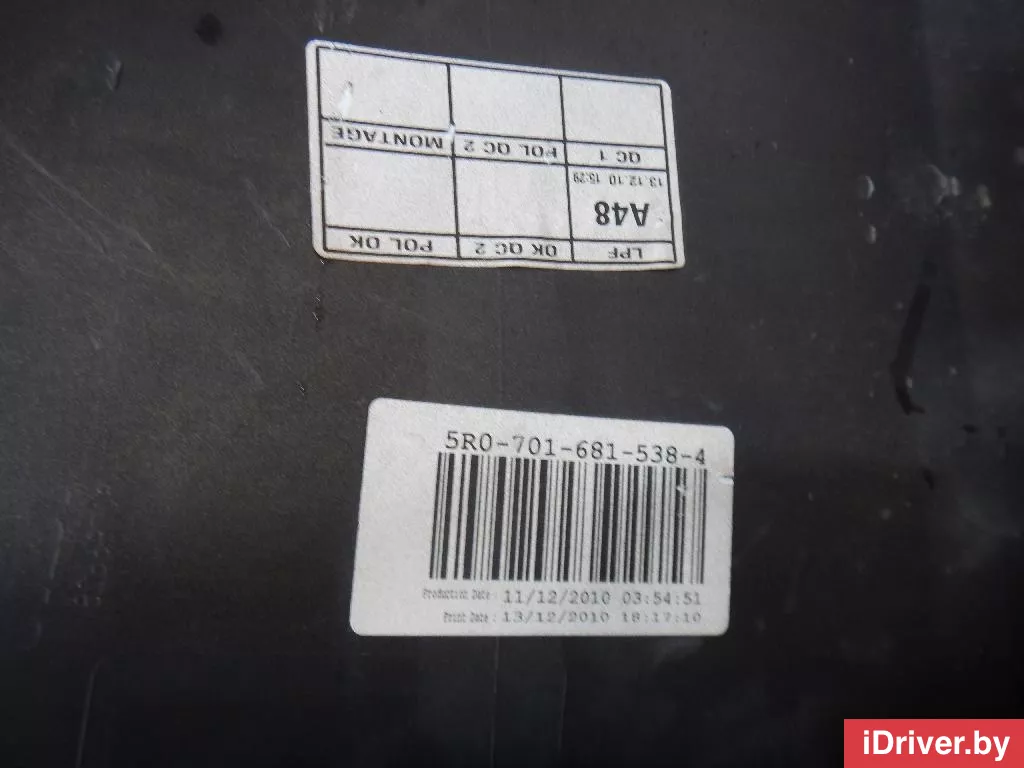 LPF OK QC 2 POL OK
A48
13.12.10 15:29
QC 1 POL QC 2 MONTAGE
5R0-701-681-538-4
Production Date : 11/12/2010 03:54:51
Print Date : 13/12/2010 18:17:10
iDriver.by